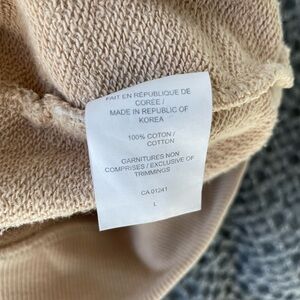 FAIT EN RÉPUBLIQUE DE
COREE /
MADE IN REPUBLIC OF
KOREA
100% COTON /
COTTON
GARNITURES NON
COMPRISES / EXCLUSIVE OF
TRIMMINGS
CA 01241
L